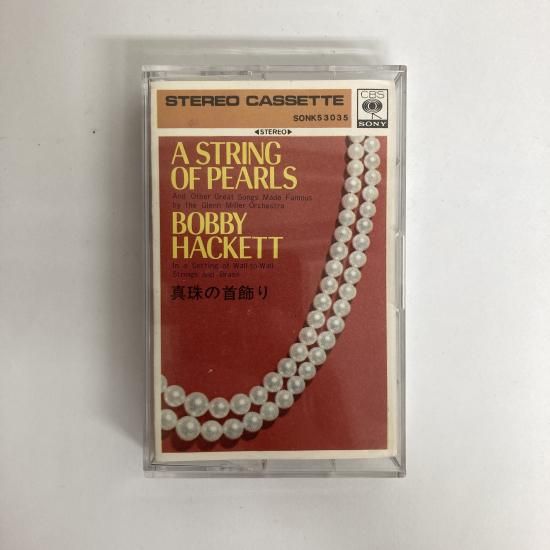 STEREO CASSETTE
CBS
SONY
SONK53035
◀STEREO▶
A STRING
OF PEARLS
And Other Great Songs Made Famous
by the Glenn Miller Orchestra
BOBBY
HACKETT
In a Setting of Wall-to-Wall
Strings and Brass
真珠の首飾り